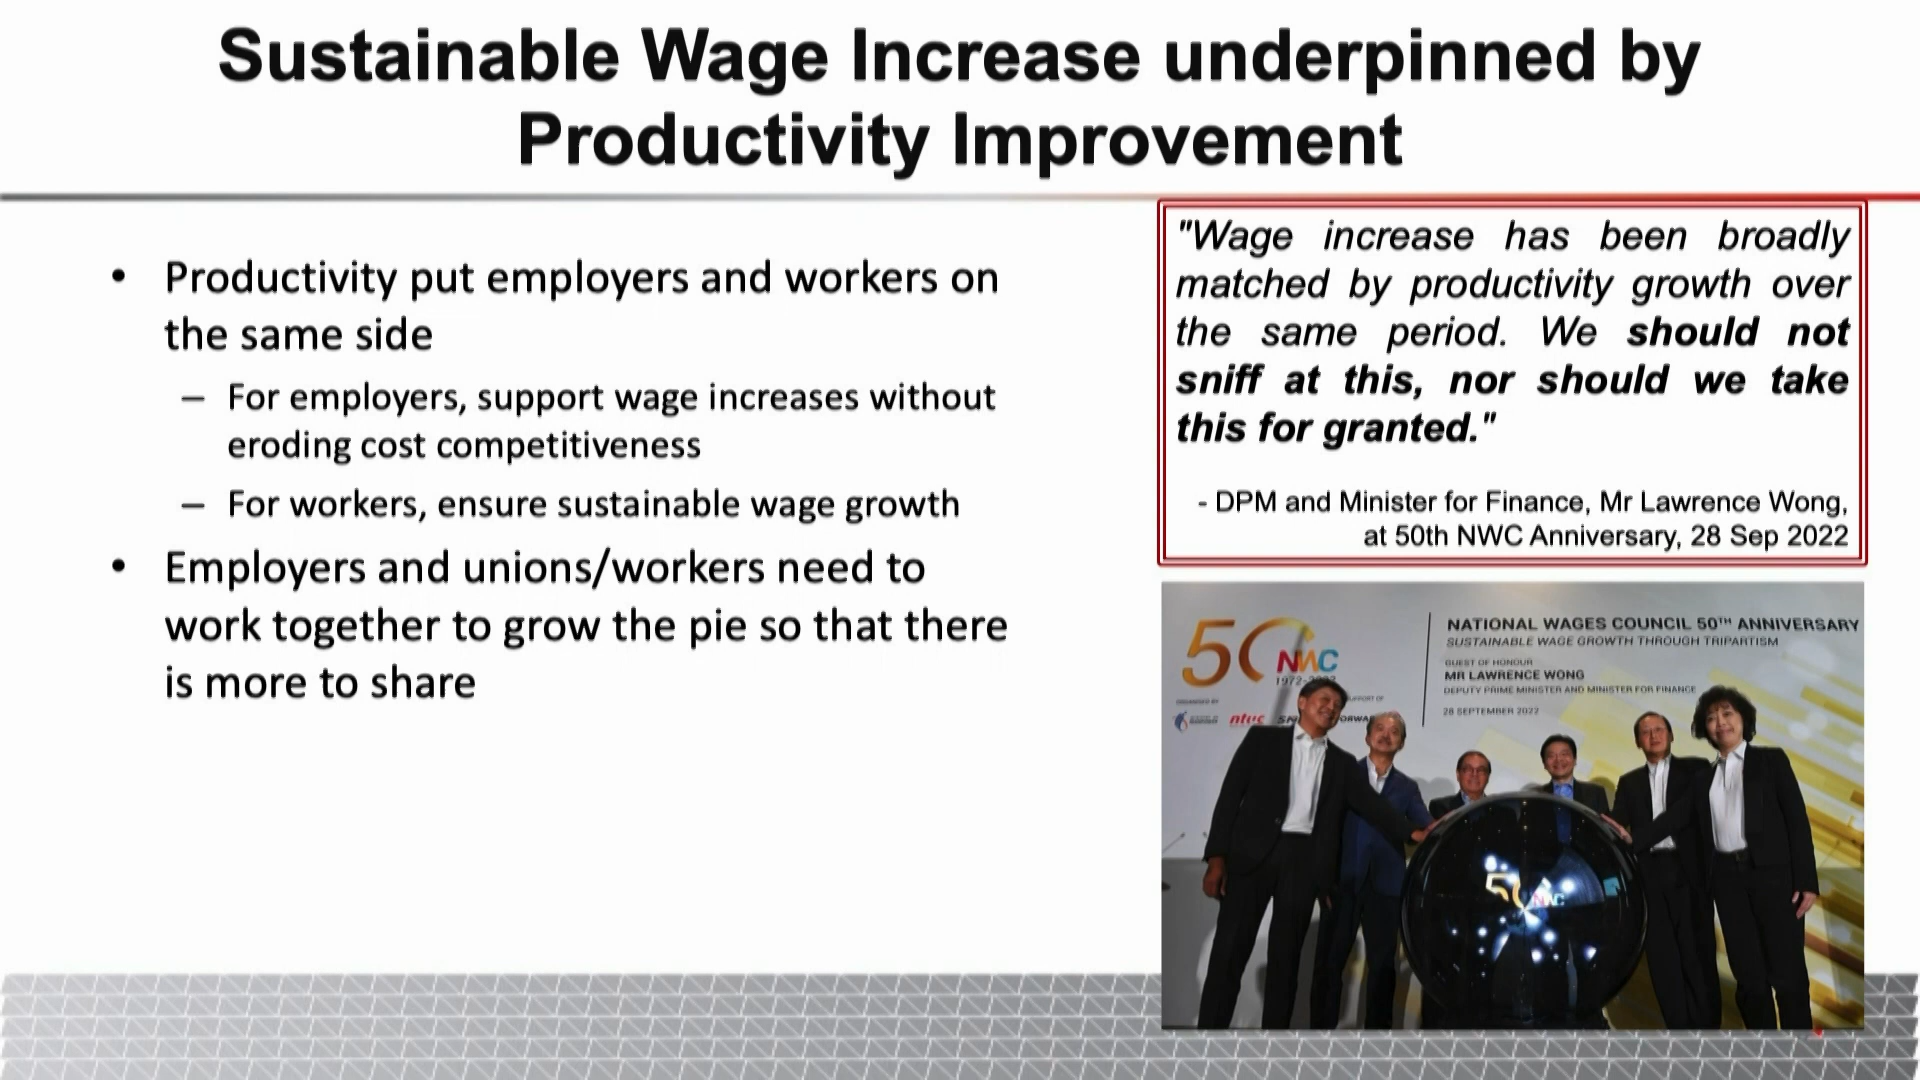 Sustainable Wage Increase underpinned by
Productivity Improvement
• Productivity put employers and workers on
the same side
– For employers, support wage increases without
eroding cost competitiveness
– For workers, ensure sustainable wage growth
• Employers and unions/workers need to
work together to grow the pie so that there
is more to share
"Wage increase has been broadly
matched by productivity growth over
the same period. We should not
sniff at this, nor should we take
this for granted."
- DPM and Minister for Finance, Mr Lawrence Wong,
at 50th NWC Anniversary, 28 Sep 2022
50 NWC
NATIONAL WAGES COUNCIL 50TH ANNIVERSARY
SUSTAINABLE WAGE GROWTH THROUGH TRIPARTISM
GUEST OF HONOUR
MR LAWRENCE WONG
DEPUTY PRIME MINISTER AND MINISTER FOR FINANCE
28 SEPTEMBER 2022
ORGANISED BY
ntuc
50 NWC